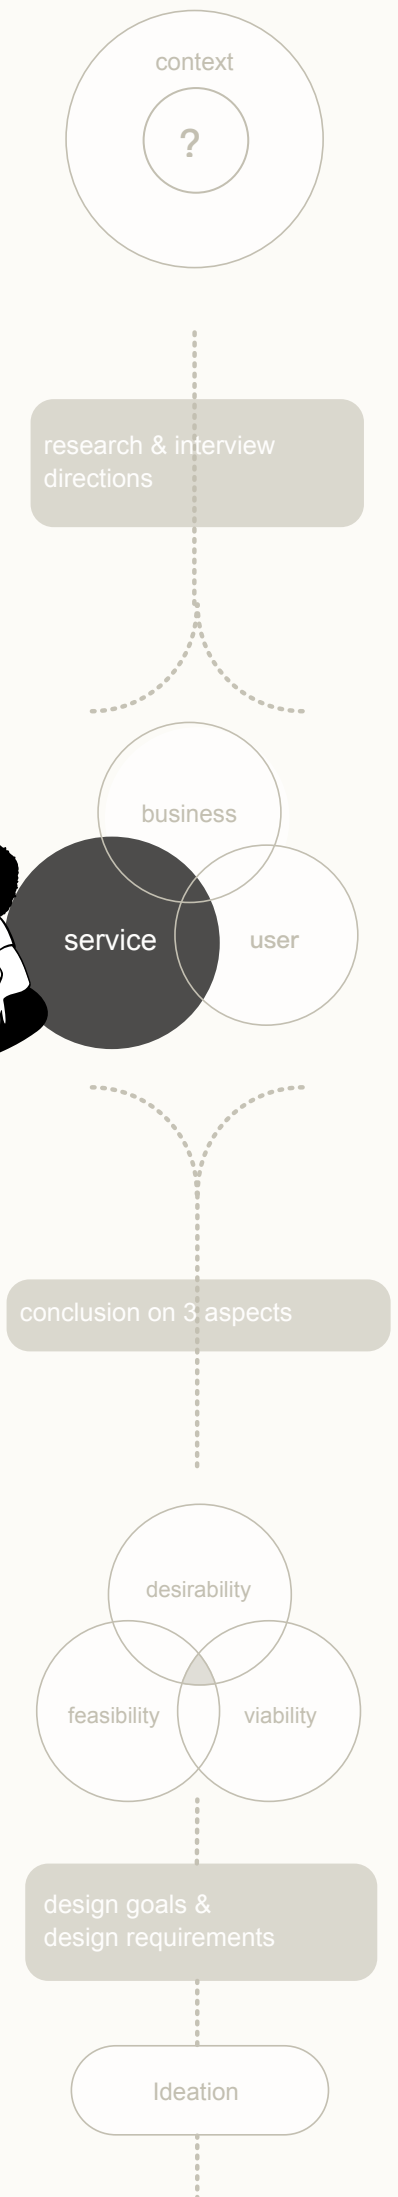 context
?
research & interview
directions
business
service
user
conclusion on 3 aspects
desirability
feasibility
viability
design goals &
design requirements
Ideation